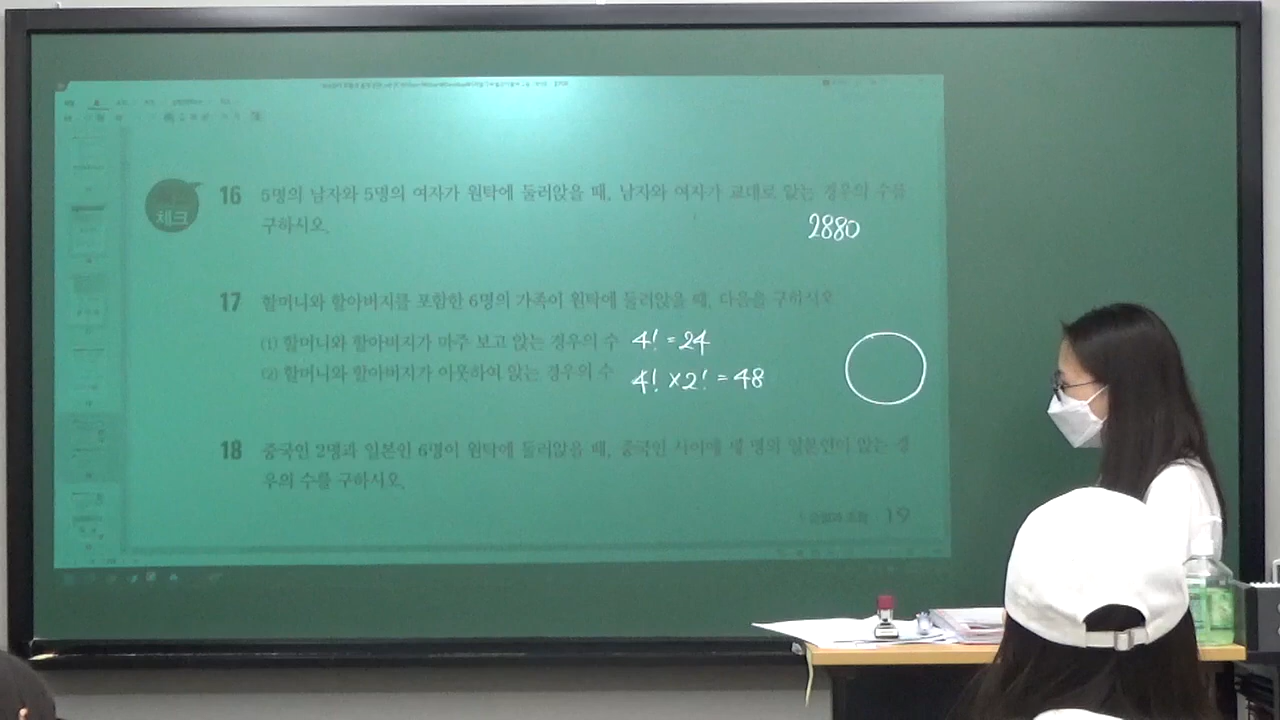 체크
16 5명의 남자와 5명의 여자가 원탁에 둘러앉을 때, 남자와 여자가 교대로 앉는 경우의 수를
구하시오.
2880
17 할머니와 할아버지를 포함한 6명의 가족이 원탁에 둘러앉을 때, 다음을 구하시오.
(1) 할머니와 할아버지가 마주 보고 앉는 경우의 수 4! = 24
(2) 할머니와 할아버지가 이웃하여 앉는 경우의 수 4! × 2! = 48
18 중국인 2명과 일본인 6명이 원탁에 둘러앉을 때, 중국인 사이에 명의 일본인이 앉는 경
우의 수를 구하시오.
19